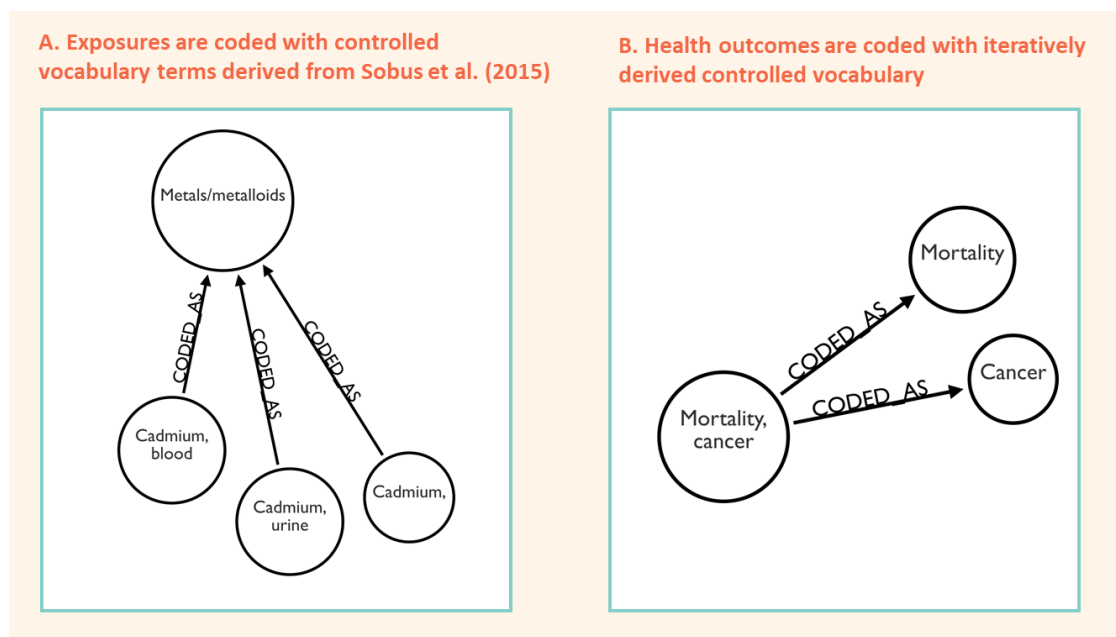 A. Exposures are coded with controlled
vocabulary terms derived from Sobus et al. (2015)
Metals/metalloids
CODED_AS
CODED_AS
CODED_AS
Cadmium,
blood
Cadmium,
urine
Cadmium,
B. Health outcomes are coded with iteratively
derived controlled vocabulary
Mortality
CODED_AS
Cancer
CODED_AS
Mortality,
cancer